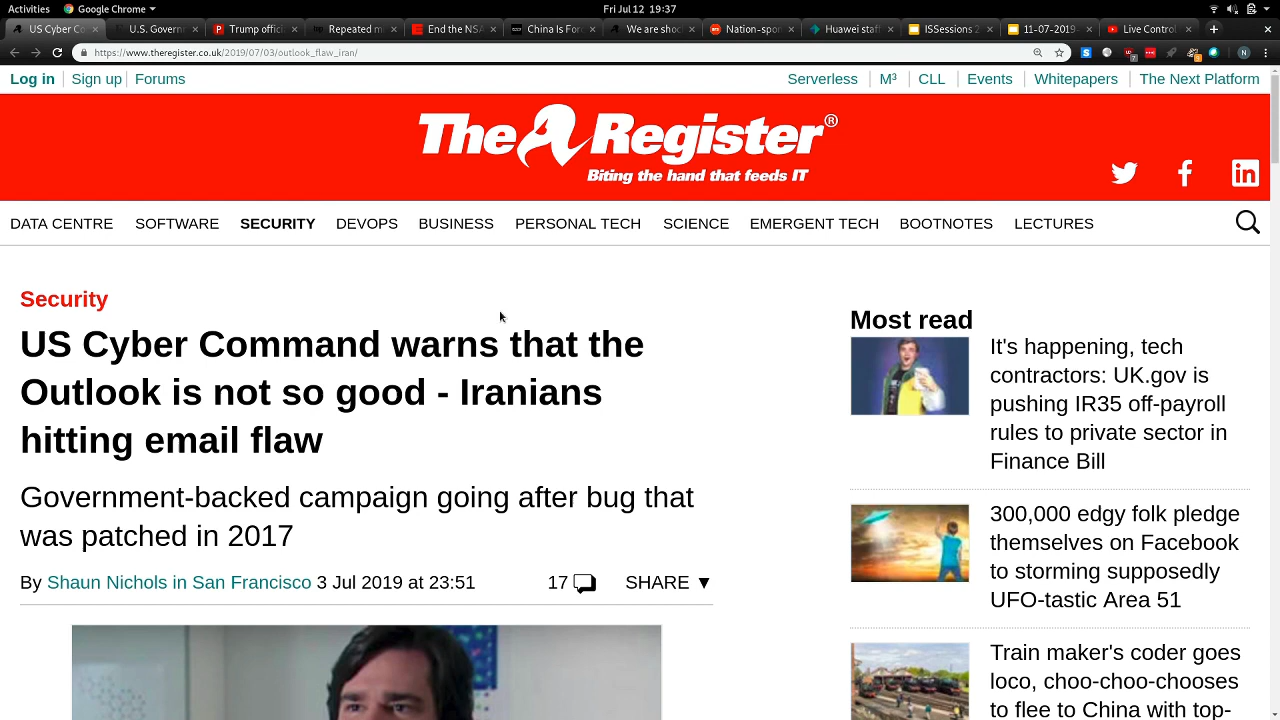 Activities
Google Chrome
Fri Jul 12 19:37
US Cyber Co
U.S. Governm
Trump offici
Repeated m
End the NSA
China Is For
We are shoc
Nation-spon
Huawei staff
ISSessions 2
11-07-2019
Live Control
https://www.theregister.co.uk/2019/07/03/outlook_flaw_iran/
Log in
Sign up
Forums
Serverless
M³
CLL
Events
Whitepapers
The Next Platform
The Register®
Biting the hand that feeds IT
DATA CENTRE
SOFTWARE
SECURITY
DEVOPS
BUSINESS
PERSONAL TECH
SCIENCE
EMERGENT TECH
BOOTNOTES
LECTURES
Security
US Cyber Command warns that the
Outlook is not so good - Iranians
hitting email flaw
Government-backed campaign going after bug that
was patched in 2017
By Shaun Nichols in San Francisco 3 Jul 2019 at 23:51
17
SHARE ▼
Most read
It's happening, tech
contractors: UK.gov is
pushing IR35 off-payroll
rules to private sector in
Finance Bill
300,000 edgy folk pledge
themselves on Facebook
to storming supposedly
UFO-tastic Area 51
Train maker's coder goes
loco, choo-choo-chooses
to flee to China with top-